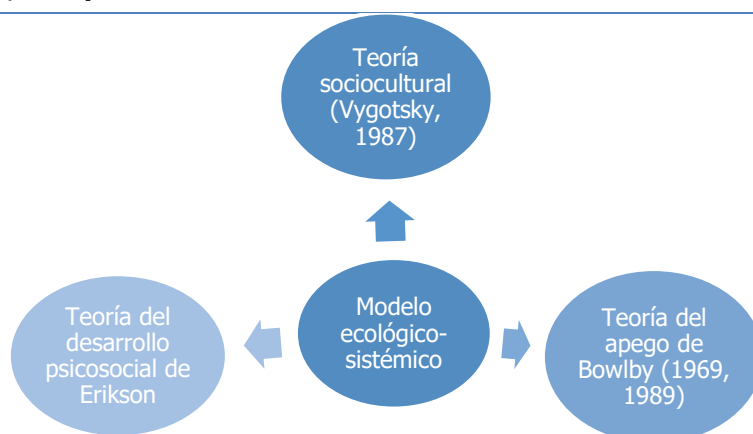 Teoría
sociocultural
(Vygotsky,
1987)
Modelo
ecológico-
sistémico
Teoría del
desarrollo
psicosocial de
Erikson
Teoría del
apego de
Bowlby (1969,
1989)